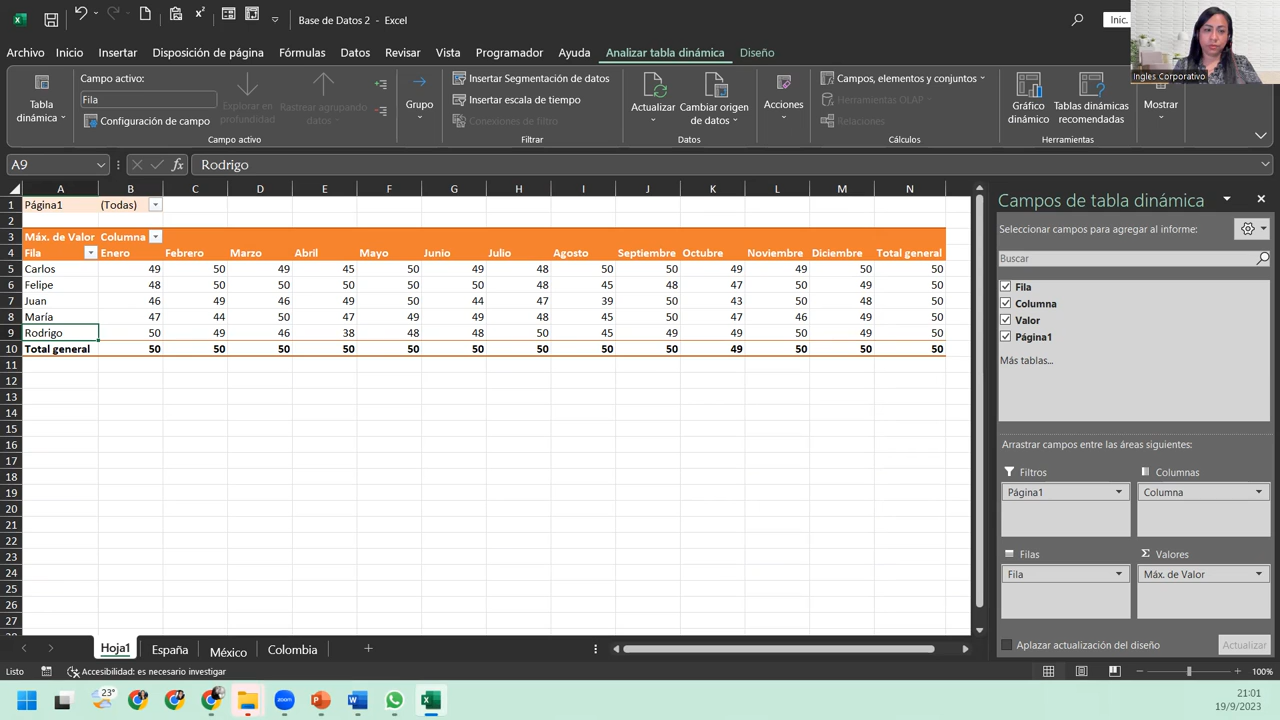 Base de Datos 2 - Excel
Inic.
Ingles Corporativo
Archivo Inicio Insertar Disposición de página Fórmulas Datos Revisar Vista Programador Ayuda Analizar tabla dinámica Diseño
Tabla dinámica
Campo activo:
Fila
Configuración de campo
Explorar en profundidad
Rastrear agrupando datos
Campo activo
Grupo
Insertar Segmentación de datos
Insertar escala de tiempo
Conexiones de filtro
Filtrar
Actualizar
Cambiar origen de datos
Datos
Acciones
Campos, elementos y conjuntos
Herramientas OLAP
Relaciones
Cálculos
Gráfico dinámico
Tablas dinámicas recomendadas
Herramientas
Mostrar
A9 fx Rodrigo
A B C D E F G H I J K L M N
1 Página1 (Todas)
2
3 Máx. de Valor Columna
4 Fila Enero Febrero Marzo Abril Mayo Junio Julio Agosto Septiembre Octubre Noviembre Diciembre Total general
5 Carlos 49 50 49 45 50 49 48 50 50 49 49 50 50
6 Felipe 48 50 50 50 50 50 48 45 48 47 50 49 50
7 Juan 46 49 46 49 50 44 47 39 50 43 50 48 50
8 María 47 44 50 47 49 49 48 45 50 47 46 49 50
9 Rodrigo 50 49 46 38 48 48 50 45 49 49 50 49 50
10 Total general 50 50 50 50 50 50 50 50 50 49 50 50 50
11
12
13
14
15
16
17
18
19
20
21
22
23
24
25
26
27
Campos de tabla dinámica
Seleccionar campos para agregar al informe:
Buscar
Fila
Columna
Valor
Página1
Más tablas...
Arrastrar campos entre las áreas siguientes:
Filtros Columnas
Página1 Columna
Filas Σ Valores
Fila Máx. de Valor
Aplazar actualización del diseño Actualizar
Hoja1 España México Colombia
Listo Accesibilidad: es necesario investigar 100%
23°
zoom
21:01
19/9/2023